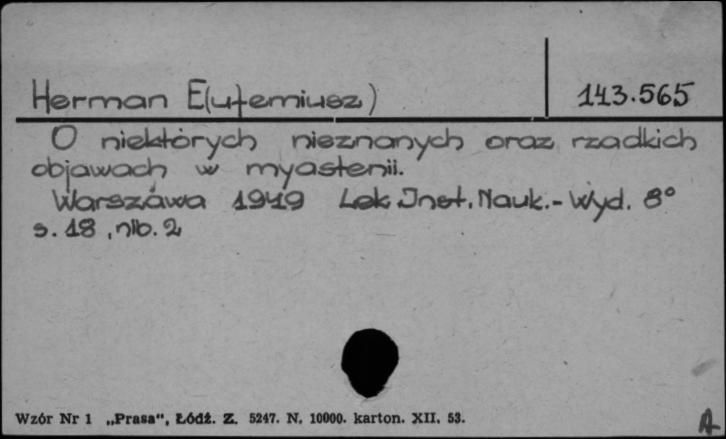 Herman E(ufemiusz) 143.565
O niektórych nieznanych oraz rzadkich
objawach w myastenii.
Warszawa 1949 Lek. Inst. Nauk.-Wyd. 8°
s. 18, nlb. 2
Wzór Nr 1 „Prasa“, Łódź. Z. 5247. N. 10000. karton. XII. 53.
A